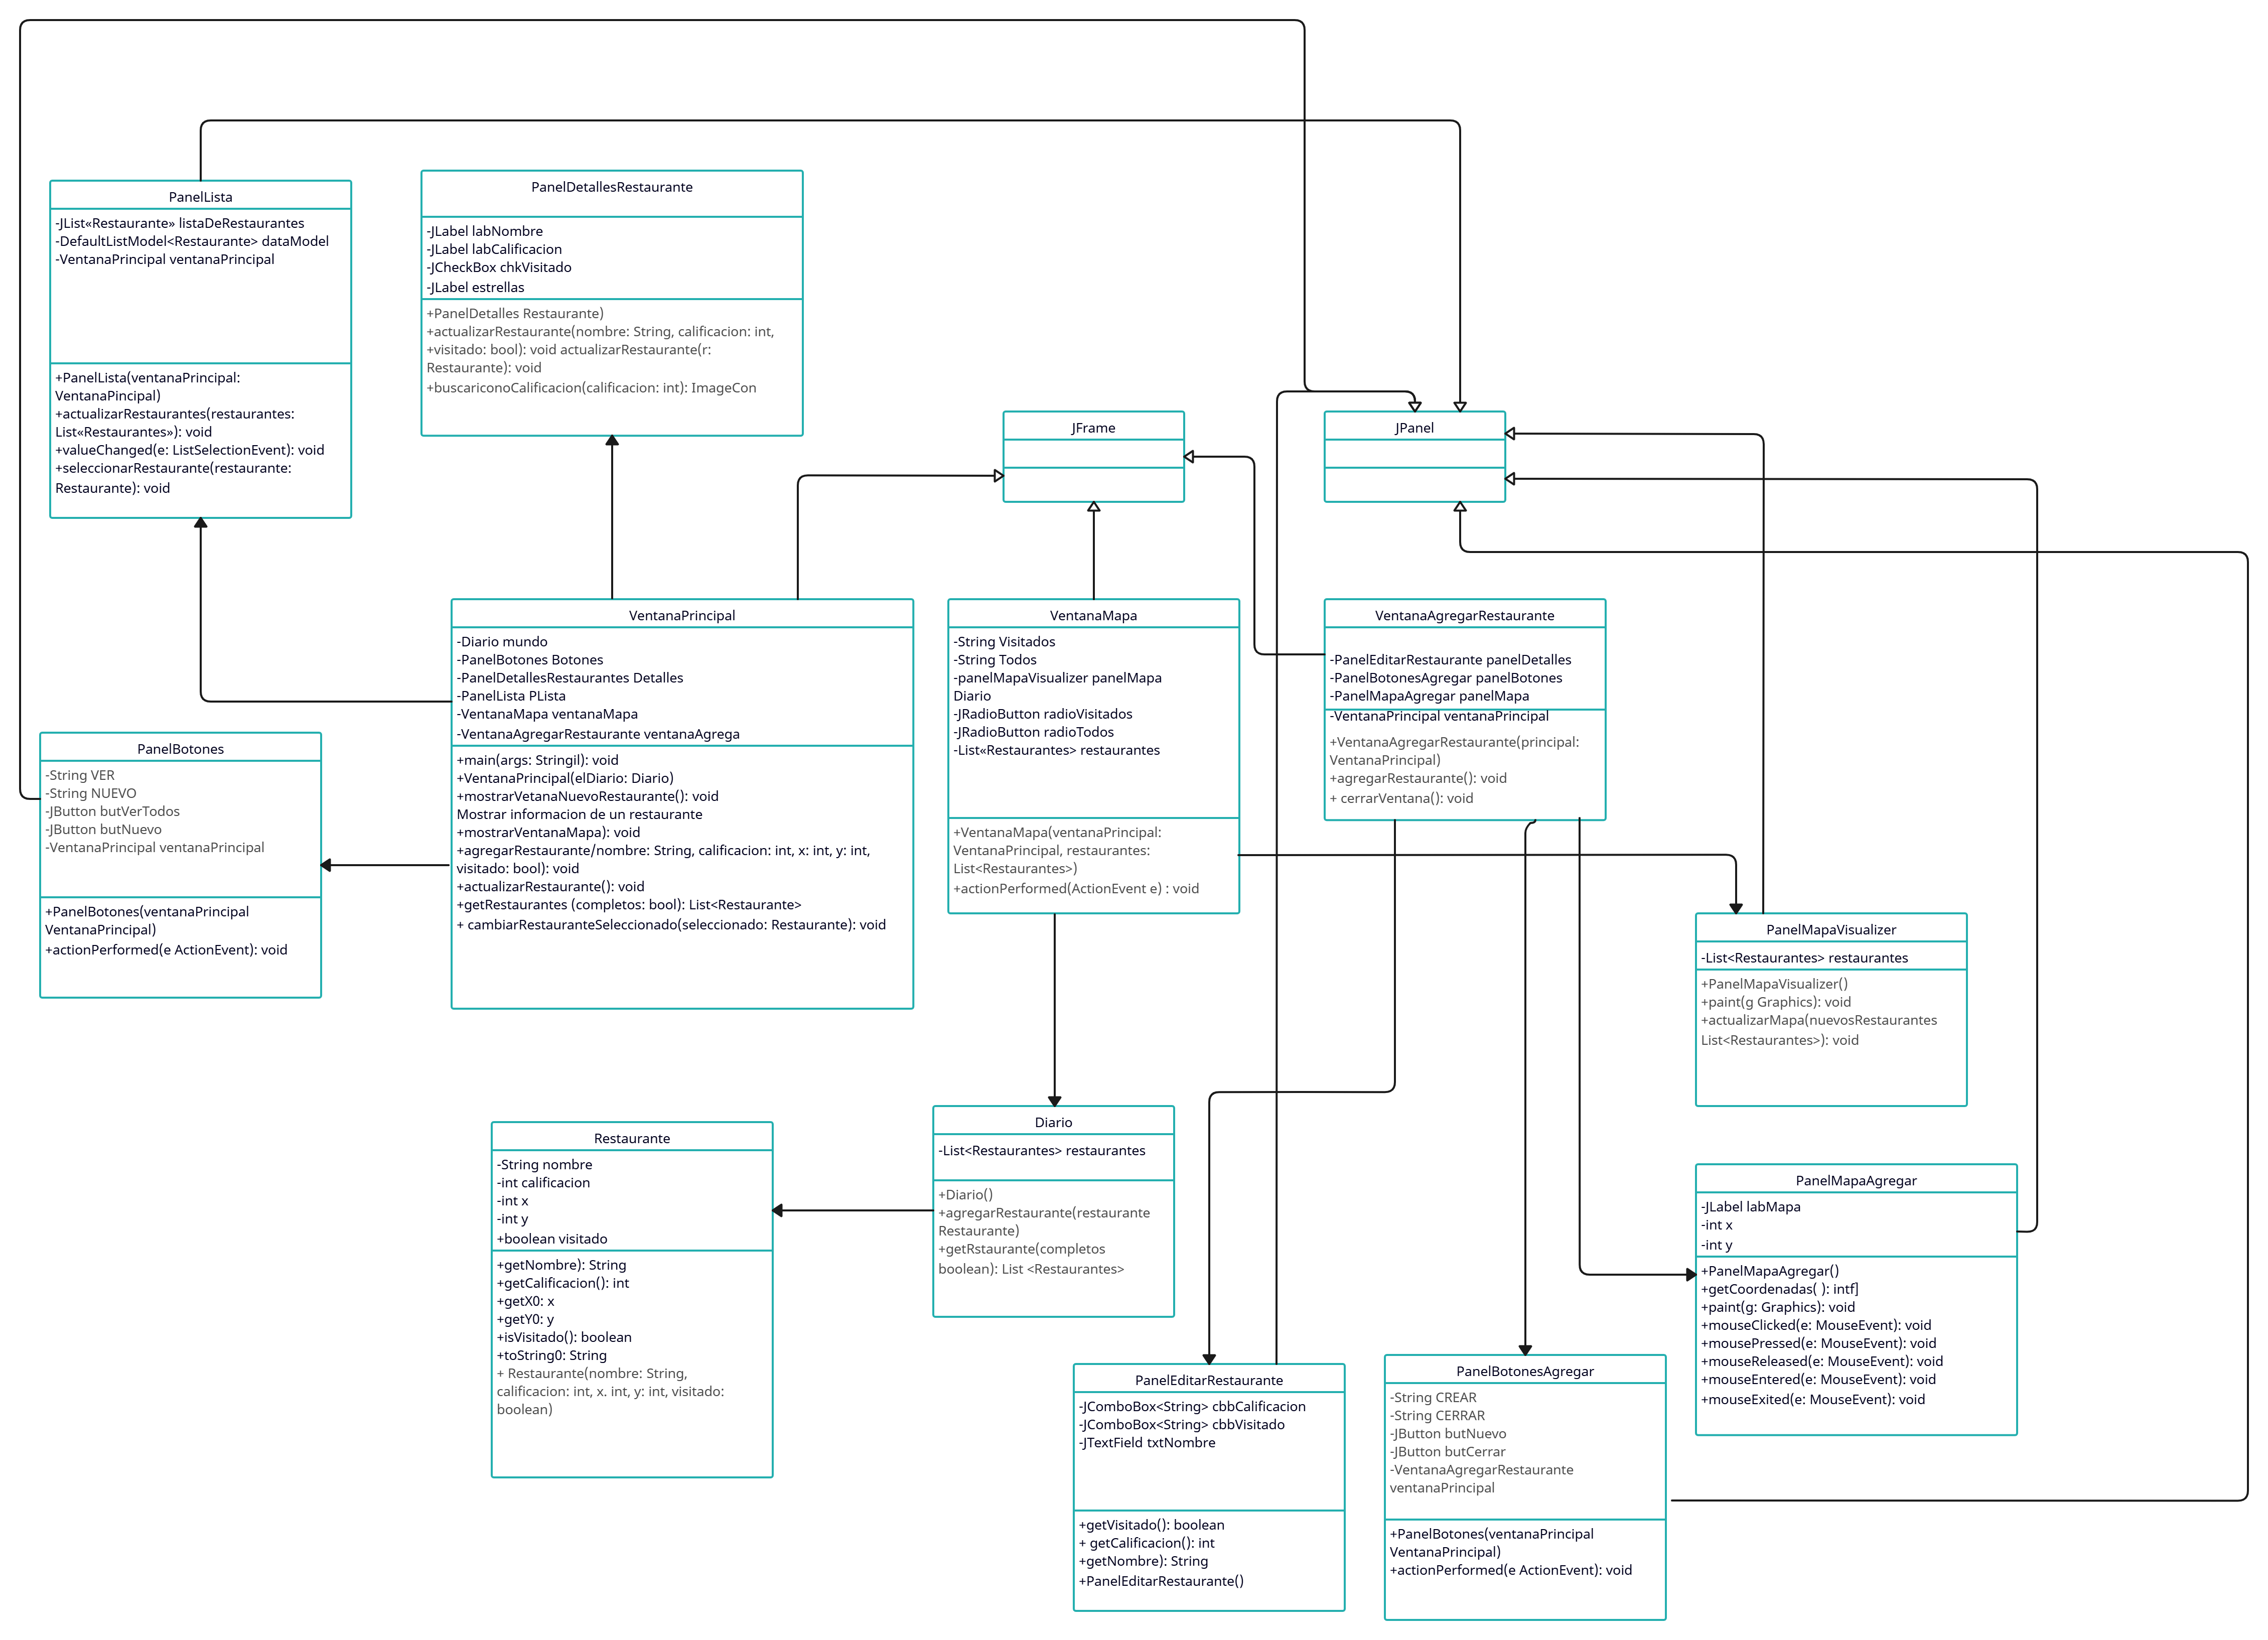 PanelLista
-JList«Restaurante» listaDeRestaurantes
-DefaultListModel<Restaurante> dataModel
-VentanaPrincipal ventanaPrincipal
+PanelLista(ventanaPrincipal:
VentanaPincipal)
+actualizarRestaurantes(restaurantes:
List«Restaurantes»): void
+valueChanged(e: ListSelectionEvent): void
+seleccionarRestaurante(restaurante:
Restaurante): void
PanelDetallesRestaurante
-JLabel labNombre
-JLabel labCalificacion
-JCheckBox chkVisitado
-JLabel estrellas
+PanelDetalles Restaurante)
+actualizarRestaurante(nombre: String, calificacion: int,
+visitado: bool): void actualizarRestaurante(r:
Restaurante): void
+buscariconoCalificacion(calificacion: int): ImageCon
JFrame
JPanel
VentanaPrincipal
-Diario mundo
-PanelBotones Botones
-PanelDetallesRestaurantes Detalles
-PanelLista PLista
-VentanaMapa ventanaMapa
-VentanaAgregarRestaurante ventanaAgrega
+main(args: Stringil): void
+VentanaPrincipal(elDiario: Diario)
+mostrarVetanaNuevoRestaurante(): void
Mostrar informacion de un restaurante
+mostrarVentanaMapa): void
+agregarRestaurante/nombre: String, calificacion: int, x: int, y: int,
visitado: bool): void
+actualizarRestaurante(): void
+getRestaurantes (completos: bool): List<Restaurante>
+ cambiarRestauranteSeleccionado(seleccionado: Restaurante): void
VentanaMapa
-String Visitados
-String Todos
-panelMapaVisualizer panelMapa
Diario
-JRadioButton radioVisitados
-JRadioButton radioTodos
-List«Restaurantes> restaurantes
+VentanaMapa(ventanaPrincipal:
VentanaPrincipal, restaurantes:
List<Restaurantes>)
+actionPerformed(ActionEvent e) : void
VentanaAgregarRestaurante
-PanelEditarRestaurante panelDetalles
-PanelBotonesAgregar panelBotones
-PanelMapaAgregar panelMapa
-VentanaPrincipal ventanaPrincipal
+VentanaAgregarRestaurante(principal:
VentanaPrincipal)
+agregarRestaurante(): void
+ cerrarVentana(): void
PanelBotones
-String VER
-String NUEVO
-JButton butVerTodos
-JButton butNuevo
-VentanaPrincipal ventanaPrincipal
+PanelBotones(ventanaPrincipal
VentanaPrincipal)
+actionPerformed(e ActionEvent): void
PanelMapaVisualizer
-List<Restaurantes> restaurantes
+PanelMapaVisualizer()
+paint(g Graphics): void
+actualizarMapa(nuevosRestaurantes
List<Restaurantes>): void
Restaurante
-String nombre
-int calificacion
-int x
-int y
+boolean visitado
+getNombre): String
+getCalificacion(): int
+getX0: x
+getY0: y
+isVisitado(): boolean
+toString0: String
+ Restaurante(nombre: String,
calificacion: int, x. int, y: int, visitado:
boolean)
Diario
-List<Restaurantes> restaurantes
+Diario()
+agregarRestaurante(restaurante
Restaurante)
+getRstaurante(completos
boolean): List <Restaurantes>
PanelMapaAgregar
-JLabel labMapa
-int x
-int y
+PanelMapaAgregar()
+getCoordenadas( ): intf]
+paint(g: Graphics): void
+mouseClicked(e: MouseEvent): void
+mousePressed(e: MouseEvent): void
+mouseReleased(e: MouseEvent): void
+mouseEntered(e: MouseEvent): void
+mouseExited(e: MouseEvent): void
PanelEditarRestaurante
-JComboBox<String> cbbCalificacion
-JComboBox<String> cbbVisitado
-JTextField txtNombre
+getVisitado(): boolean
+ getCalificacion(): int
+getNombre): String
+PanelEditarRestaurante()
PanelBotonesAgregar
-String CREAR
-String CERRAR
-JButton butNuevo
-JButton butCerrar
-VentanaAgregarRestaurante
ventanaPrincipal
+PanelBotones(ventanaPrincipal
VentanaPrincipal)
+actionPerformed(e ActionEvent): void